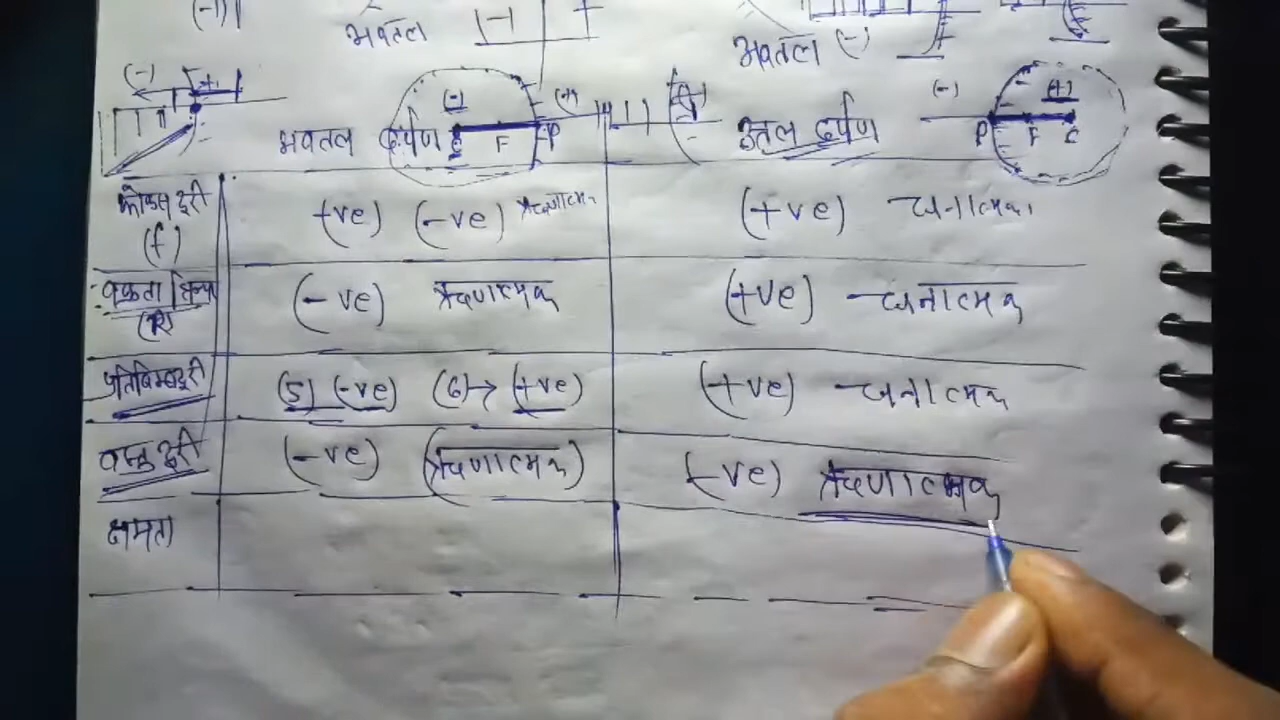 (-)
अवतल (-) +
अवतल (-)
(-) +
अवतल दर्पण (-) C F P (-)
उत्तल दर्पण (-) P (+) F C
फोकस दूरी (f) +ve) (-ve) ऋणात्मक (+ve) धनात्मक
वक्रता त्रिज्या (R) (-ve) ऋणात्मक (+ve) धनात्मक
प्रतिबिम्ब दूरी (5) (-ve) (6)→ (+ve) (+ve) धनात्मक
वस्तु दूरी (-ve) (ऋणात्मक) (-ve) ऋणात्मक
क्षमता